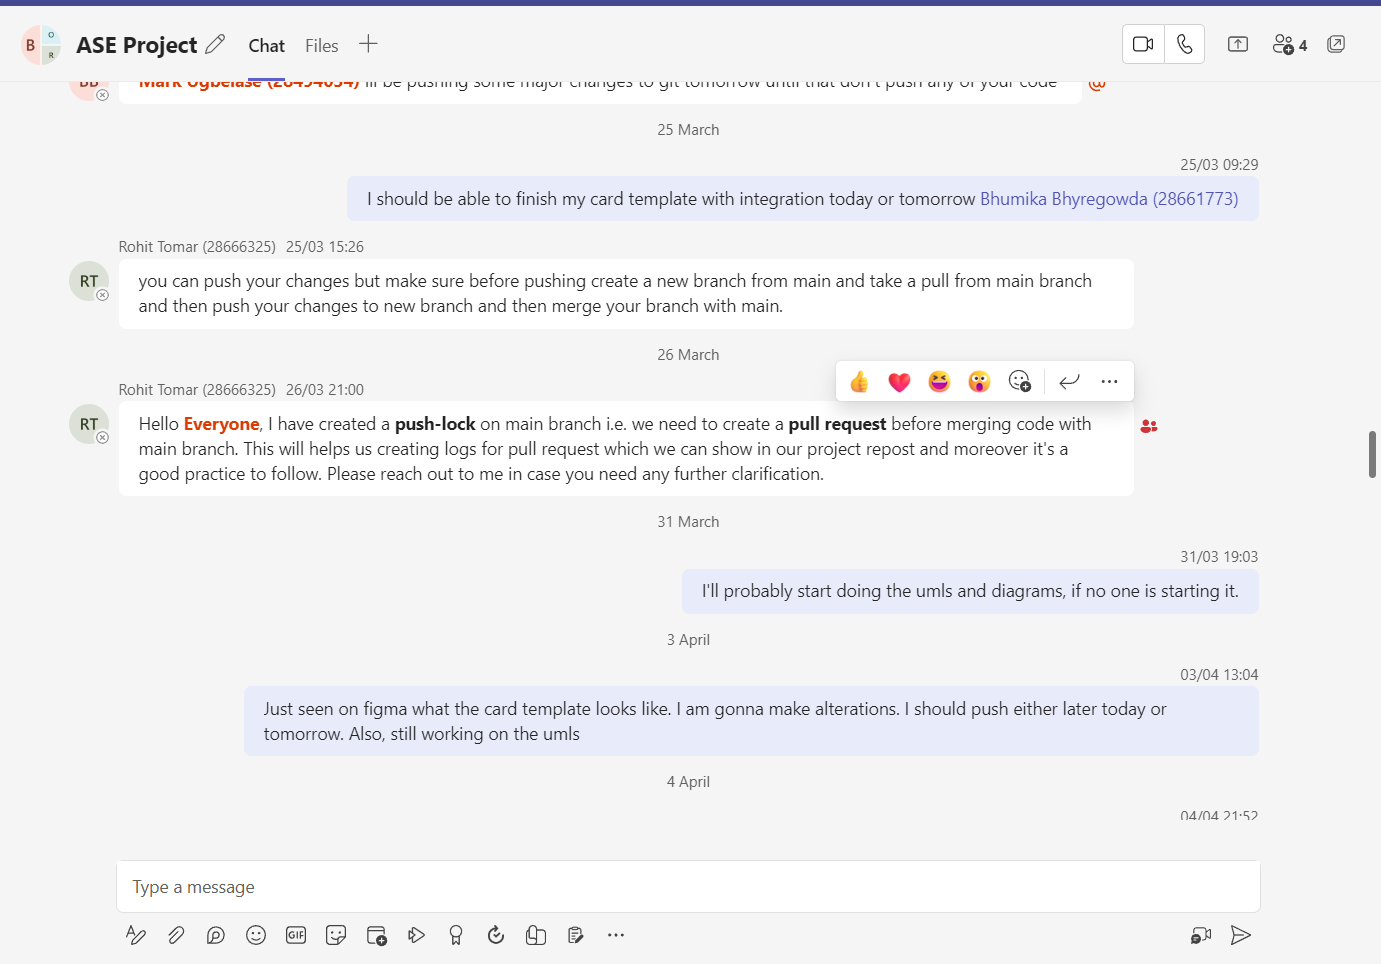 B
O
R
ASE Project
Chat
Files
4
BB
Mark Ogbelase (28494054) ill be pushing some major changes to git tomorrow until that don't push any of your code
25 March
25/03 09:29
I should be able to finish my card template with integration today or tomorrow Bhumika Bhyregowda (28661773)
Rohit Tomar (28666325) 25/03 15:26
RT
you can push your changes but make sure before pushing create a new branch from main and take a pull from main branch
and then push your changes to new branch and then merge your branch with main.
26 March
Rohit Tomar (28666325) 26/03 21:00
RT
Hello Everyone, I have created a push-lock on main branch i.e. we need to create a pull request before merging code with
main branch. This will helps us creating logs for pull request which we can show in our project repost and moreover it's a
good practice to follow. Please reach out to me in case you need any further clarification.
31 March
31/03 19:03
I'll probably start doing the umls and diagrams, if no one is starting it.
3 April
03/04 13:04
Just seen on figma what the card template looks like. I am gonna make alterations. I should push either later today or
tomorrow. Also, still working on the umls
4 April
04/04 21:52
Type a message
GIF